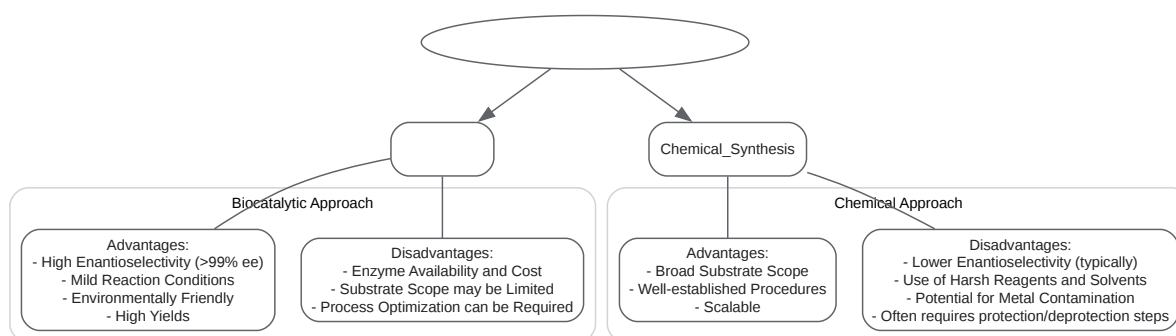 Chemical_Synthesis
Biocatalytic Approach
Advantages:
- High Enantioselectivity (>99% ee)
- Mild Reaction Conditions
- Environmentally Friendly
- High Yields
Disadvantages:
- Enzyme Availability and Cost
- Substrate Scope may be Limited
- Process Optimization can be Required
Chemical Approach
Advantages:
- Broad Substrate Scope
- Well-established Procedures
- Scalable
Disadvantages:
- Lower Enantioselectivity (typically)
- Use of Harsh Reagents and Solvents
- Potential for Metal Contamination
- Often requires protection/deprotection steps